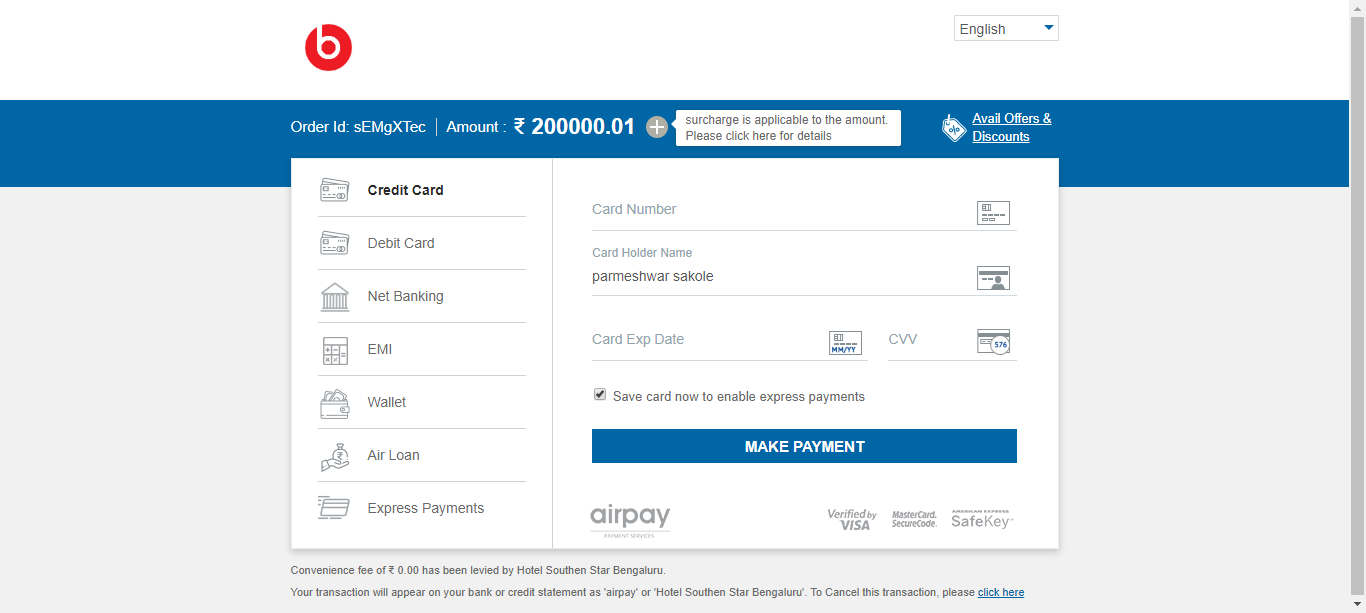 b
English
Order Id: sEMgXTec | Amount : ₹ 200000.01
surcharge is applicable to the amount.
Please click here for details
Avail Offers &
Discounts
Credit Card
Debit Card
Net Banking
EMI
Wallet
Air Loan
Express Payments
Card Number
Card Holder Name
parmeshwar sakole
Card Exp Date
MM/YY
CVV
576
Save card now to enable express payments
MAKE PAYMENT
airpay
PAYMENT SERVICES
Verified by
VISA
MasterCard.
SecureCode.
AMERICAN EXPRESS
SafeKey
Convenience fee of ₹ 0.00 has been levied by Hotel Southen Star Bengaluru.
Your transaction will appear on your bank or credit statement as 'airpay' or 'Hotel Southen Star Bengaluru'. To Cancel this transaction, please click here